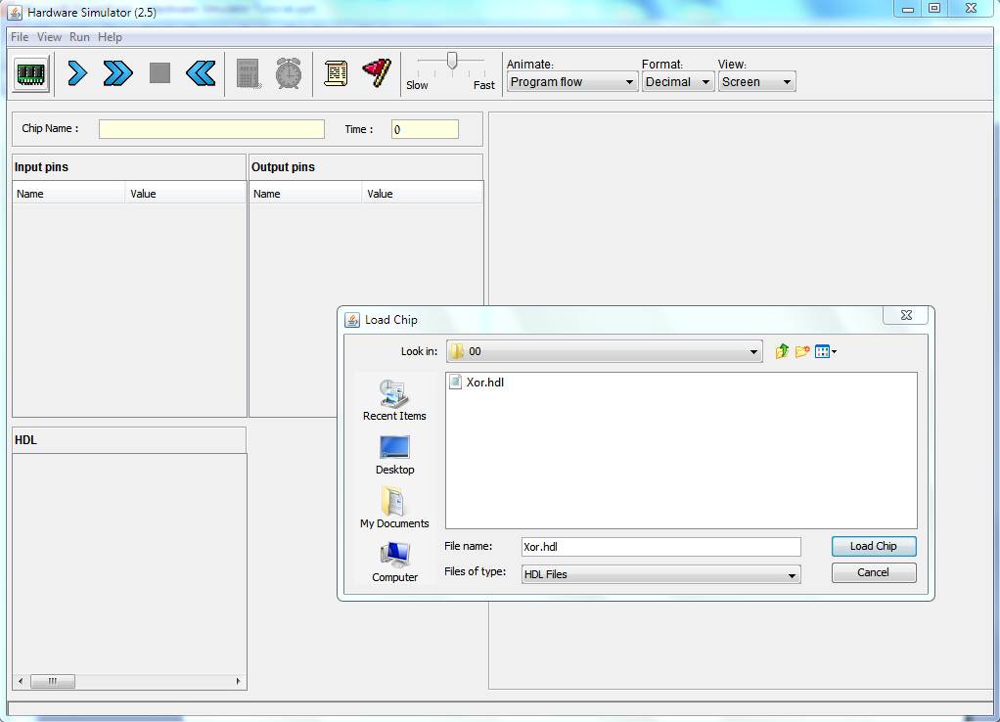 Hardware Simulator (2.5)
File View Run Help
Animate: Format: View:
Slow Fast Program flow Decimal Screen
Chip Name : Time : 0
Input pins Output pins
Name Value Name Value
Load Chip
Look in: 00
Xor.hdl
Recent Items
Desktop
My Documents
Computer
File name: Xor.hdl Load Chip
Files of type: HDL Files Cancel
HDL